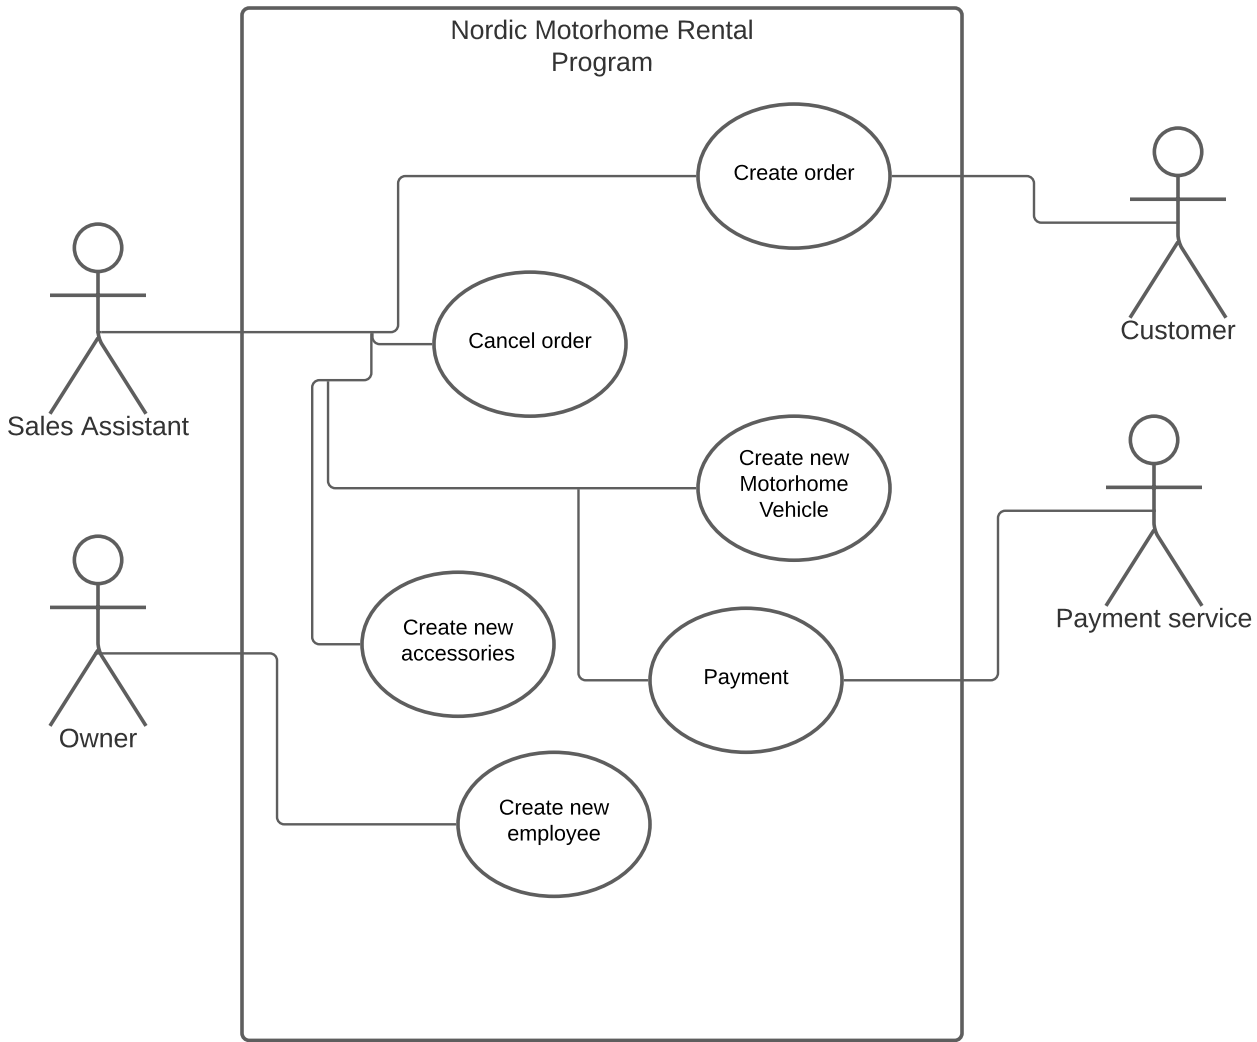 Nordic Motorhome Rental
Program
Create order
Customer
Cancel order
Sales Assistant
Create new
Motorhome
Vehicle
Payment service
Create new
accessories
Payment
Owner
Create new
employee